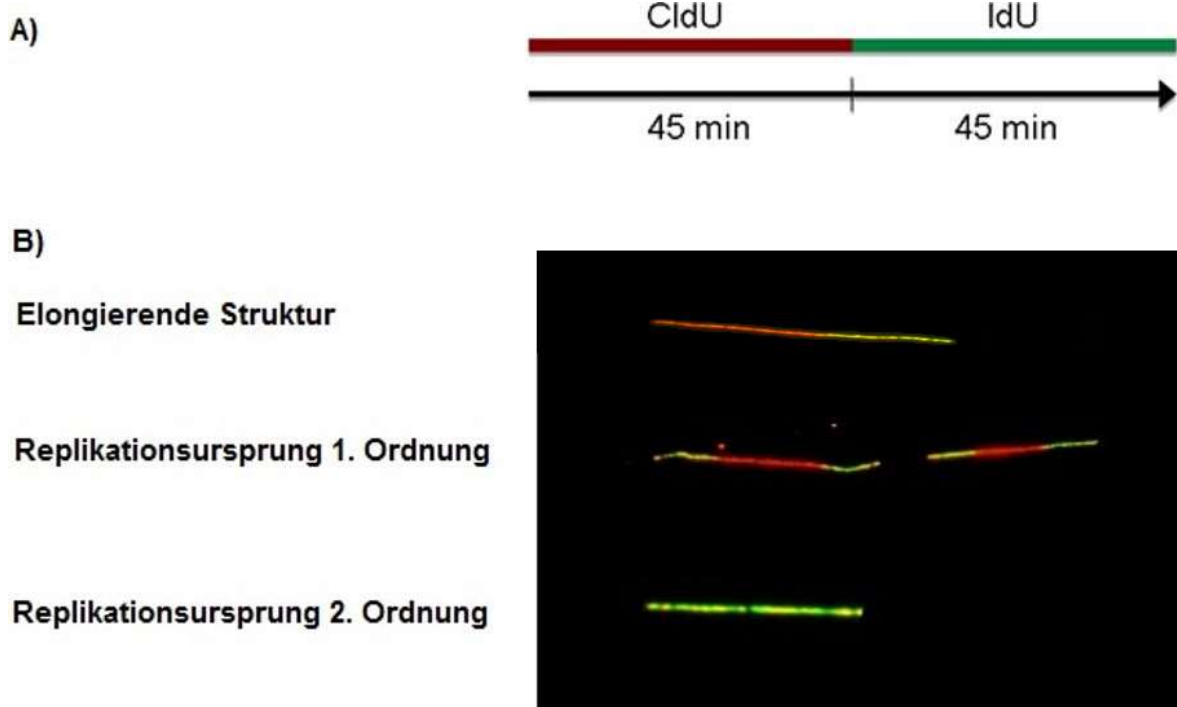 A)
CldU IdU
45 min 45 min
B)
Elongierende Struktur
Replikationsursprung 1. Ordnung
Replikationsursprung 2. Ordnung